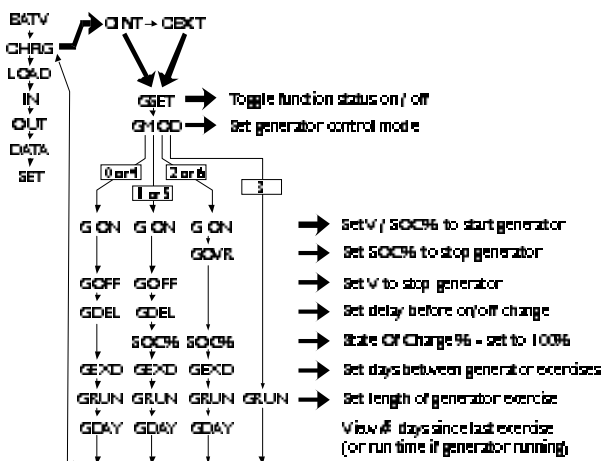 BATV
CHRG
LOAD
IN
OUT
DATA
SET
CINT → CEXT
GSET → Toggle function status on / off
GMOD → Set generator control mode
0 or 4
1 or 5
2 or 6
3
G ON G ON G ON → Set V / SOC% to start generator
GOVR → Set SOC% to stop generator
GOFF GOFF → Set V to stop generator
GDEL GDEL → Set delay before on/off change
SOC% SOC% → State Of Charge % - set to 100%
GEXD GEXD GEXD → Set days between generator exercises
GRUN GRUN GRUN GRUN → Set length of generator exercise
GDAY GDAY GDAY View # days since last exercise
(or run time if generator running)